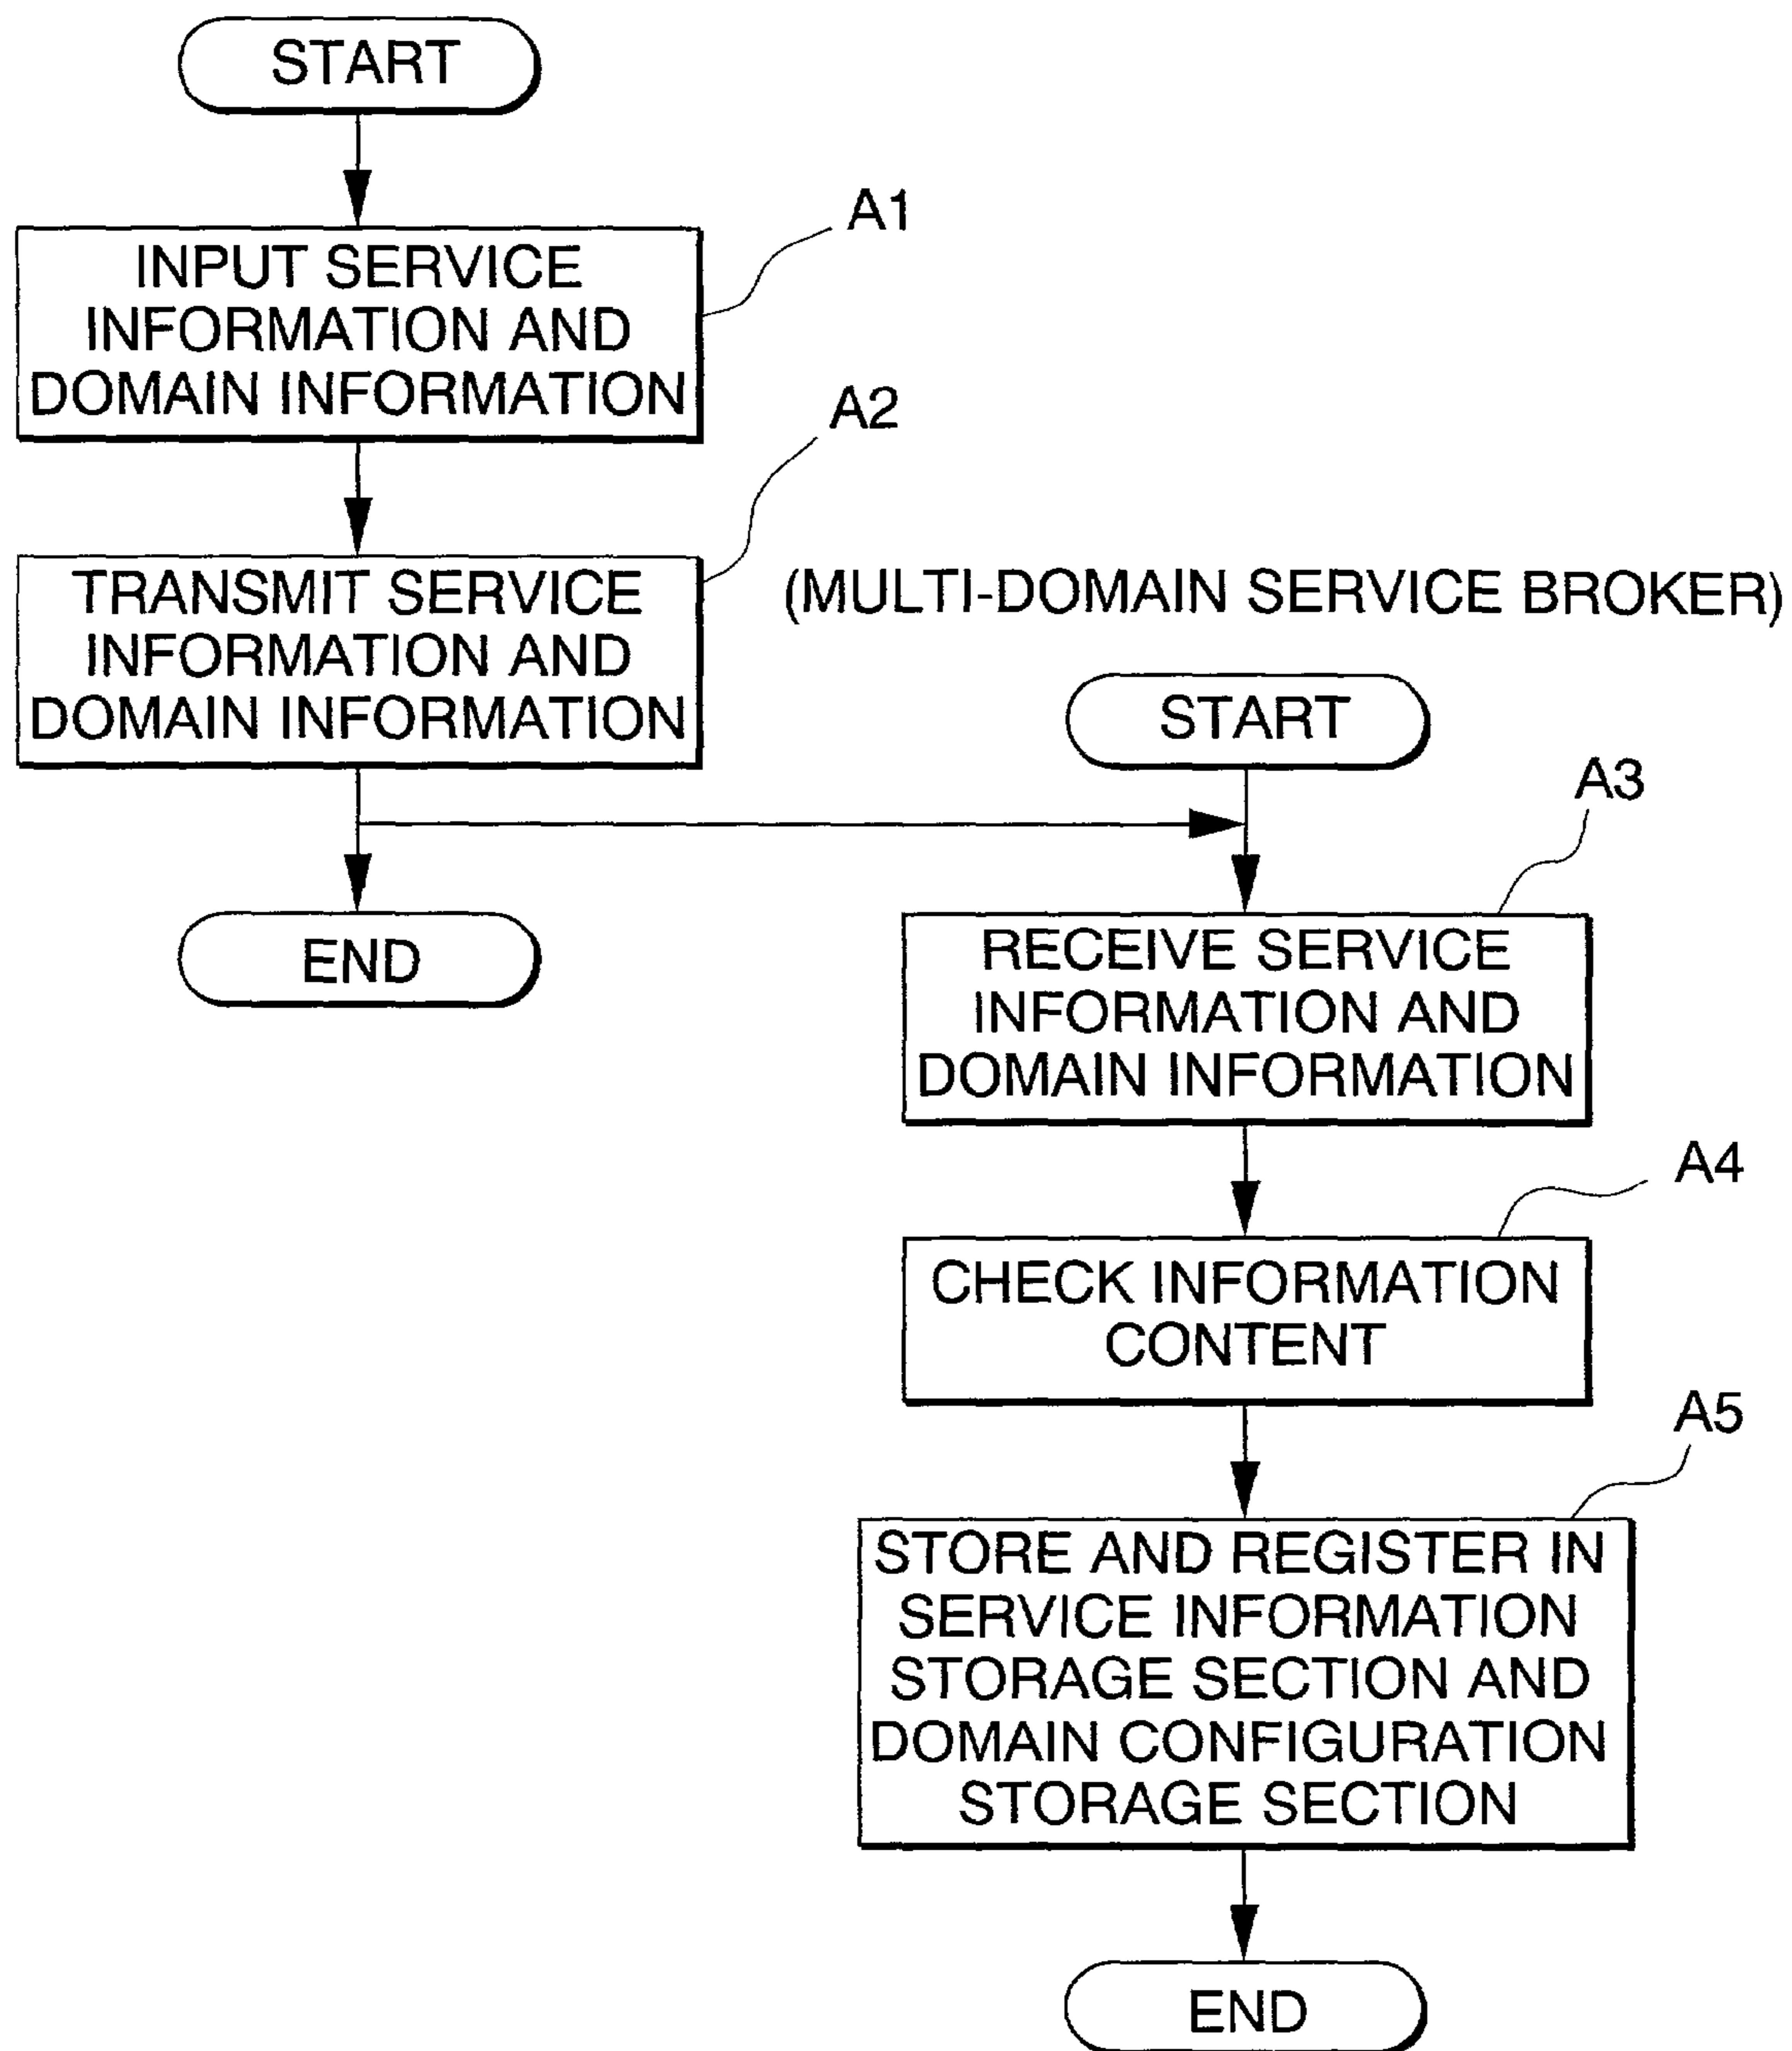 START
A1
INPUT SERVICE
INFORMATION AND
DOMAIN INFORMATION
A2
TRANSMIT SERVICE
INFORMATION AND
DOMAIN INFORMATION
END
(MULTI-DOMAIN SERVICE BROKER)
START
A3
RECEIVE SERVICE
INFORMATION AND
DOMAIN INFORMATION
A4
CHECK INFORMATION
CONTENT
A5
STORE AND REGISTER IN
SERVICE INFORMATION
STORAGE SECTION AND
DOMAIN CONFIGURATION
STORAGE SECTION
END